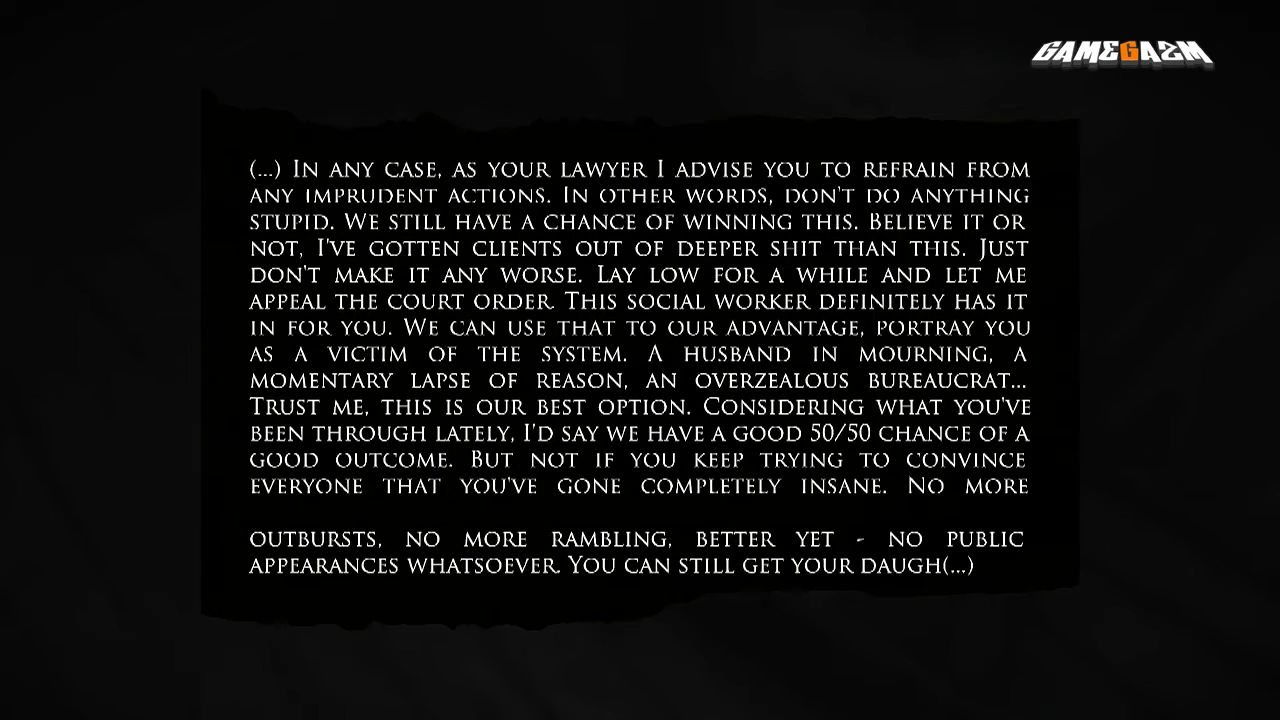 GAMEGAZM
(...) In any case, as your lawyer I advise you to refrain from
any imprudent actions. In other words, don't do anything
stupid. We still have a chance of winning this. Believe it or
not, I've gotten clients out of deeper shit than this. Just
don't make it any worse. Lay low for a while and let me
appeal the court order. This social worker definitely has it
in for you. We can use that to our advantage, portray you
as a victim of the system. A husband in mourning, a
momentary lapse of reason, an overzealous bureaucrat...
Trust me, this is our best option. Considering what you've
been through lately, I'd say we have a good 50/50 chance of a
good outcome. But not if you keep trying to convince
everyone that you've gone completely insane. No more
outbursts, no more rambling, better yet - no public
appearances whatsoever. You can still get your daugh(...)